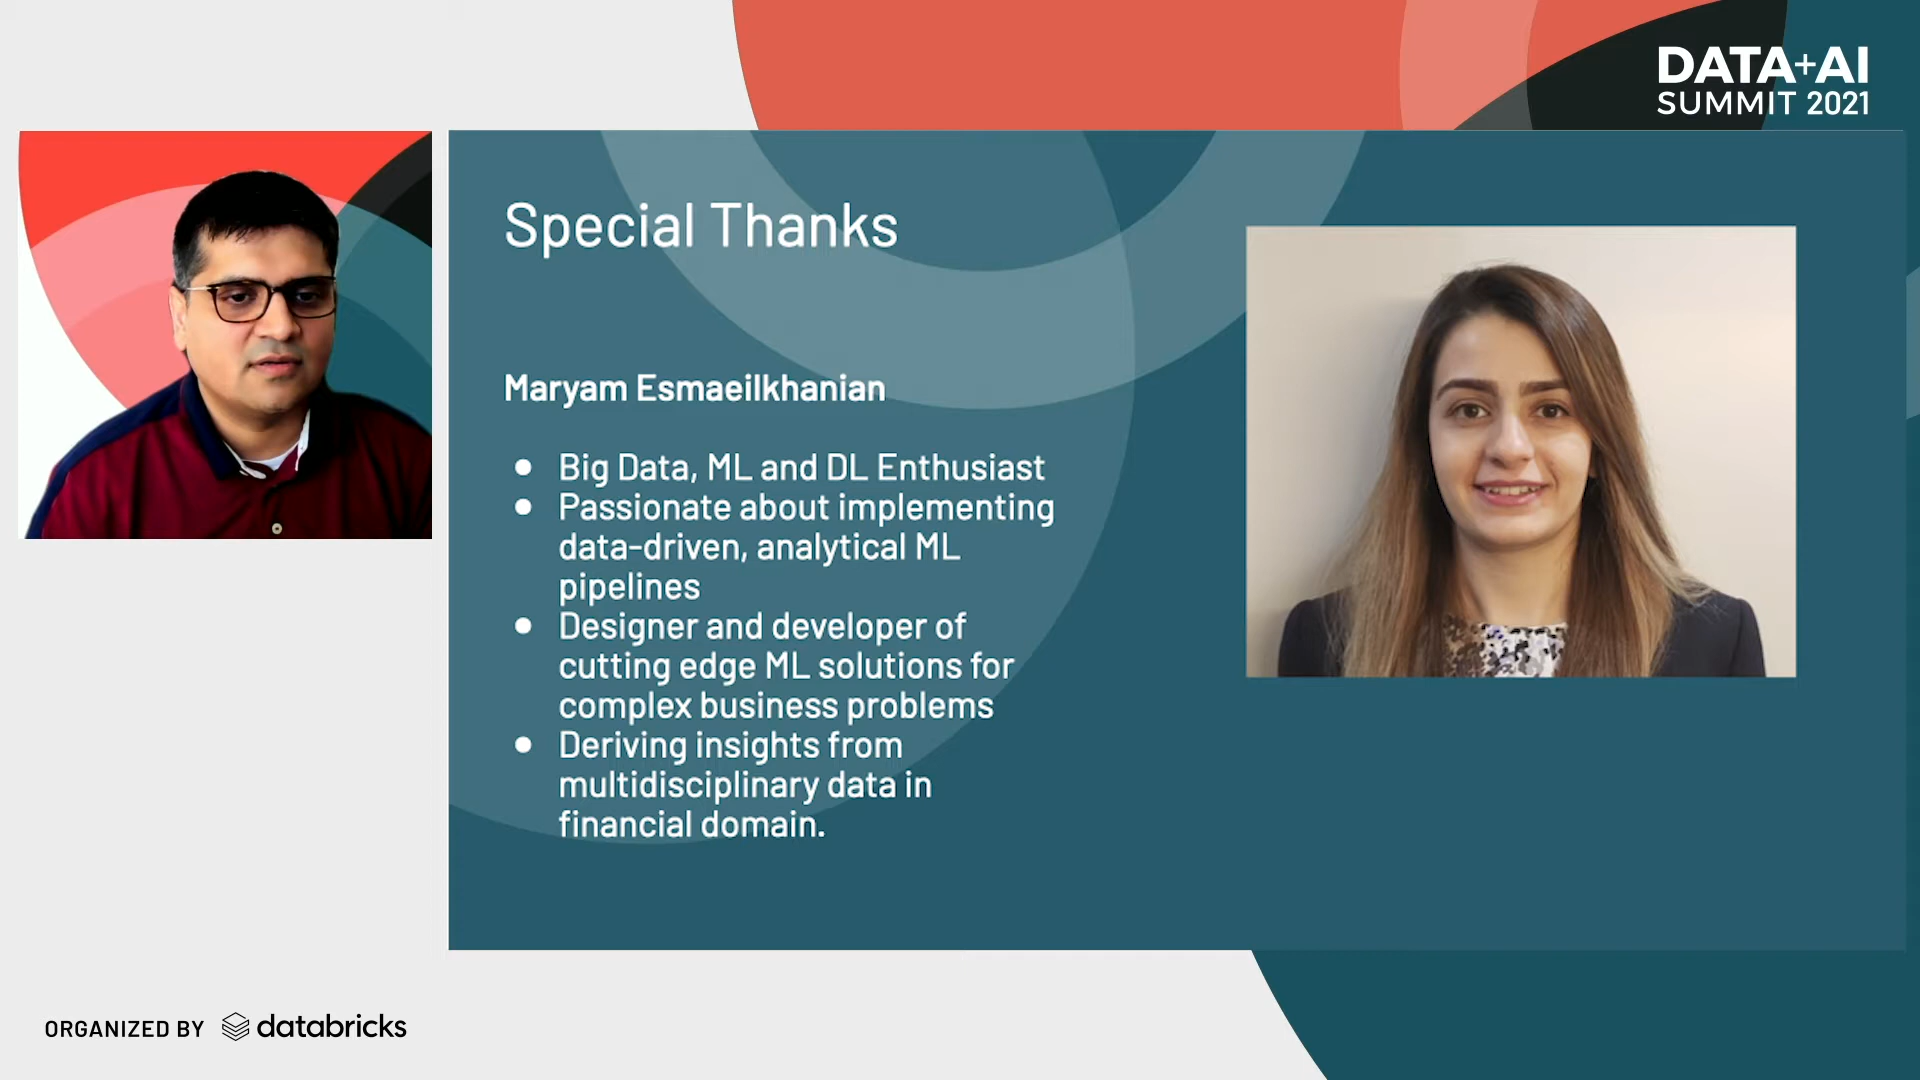 DATA+AI
SUMMIT 2021
Special Thanks
Maryam Esmaeilkhanian
● Big Data, ML and DL Enthusiast
● Passionate about implementing
data-driven, analytical ML
pipelines
● Designer and developer of
cutting edge ML solutions for
complex business problems
● Deriving insights from
multidisciplinary data in
financial domain.
ORGANIZED BY databricks